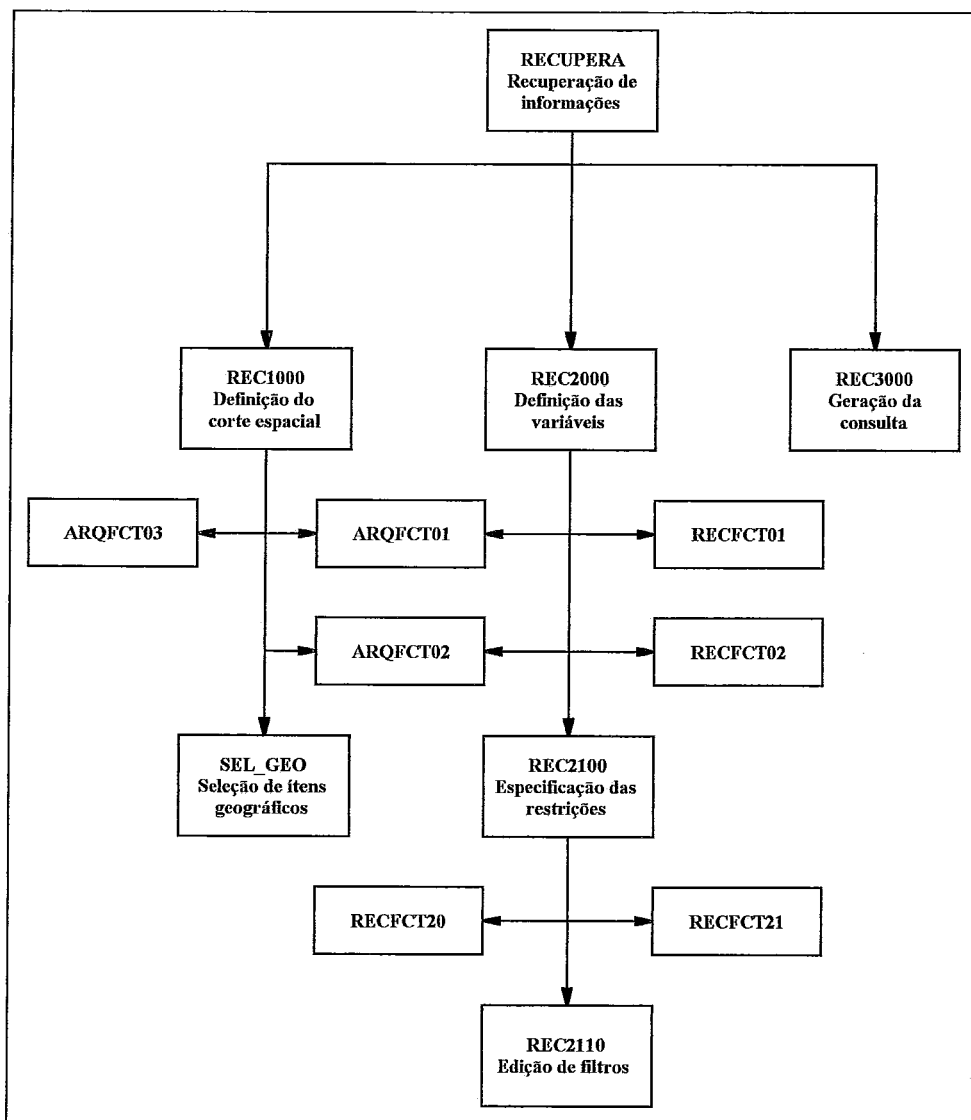 RECUPERA
Recuperação de
informações
REC1000
Definição do
corte espacial
REC2000
Definição das
variáveis
REC3000
Geração da
consulta
ARQFCT03
ARQFCT01
RECFCT01
ARQFCT02
RECFCT02
SEL_GEO
Seleção de ítens
geográficos
REC2100
Especificação das
restrições
RECFCT20
RECFCT21
REC2110
Edição de filtros